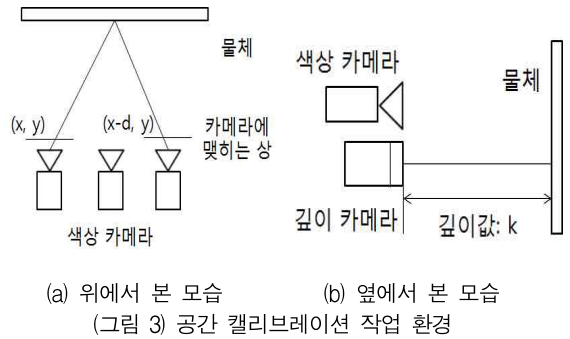 물체
(x, y)
(x-d, y)
카메라에
맺히는 상
색상 카메라
색상 카메라
물체
깊이 카메라
깊이값: k
(a) 위에서 본 모습
(b) 옆에서 본 모습
(그림 3) 공간 캘리브레이션 작업 환경